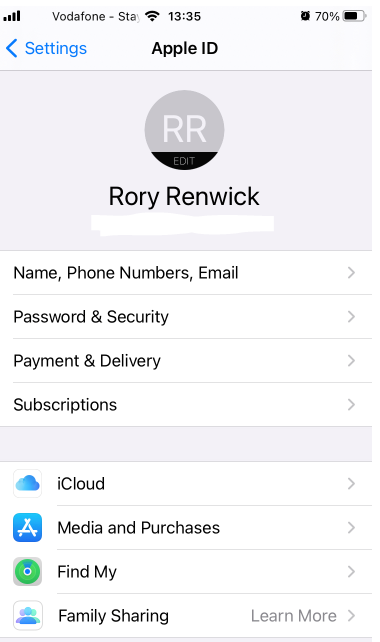 Vodafone - Sta 13:35 70%
Settings Apple ID
RR
EDIT
Rory Renwick
Name, Phone Numbers, Email
Password & Security
Payment & Delivery
Subscriptions
iCloud
Media and Purchases
Find My
Family Sharing Learn More